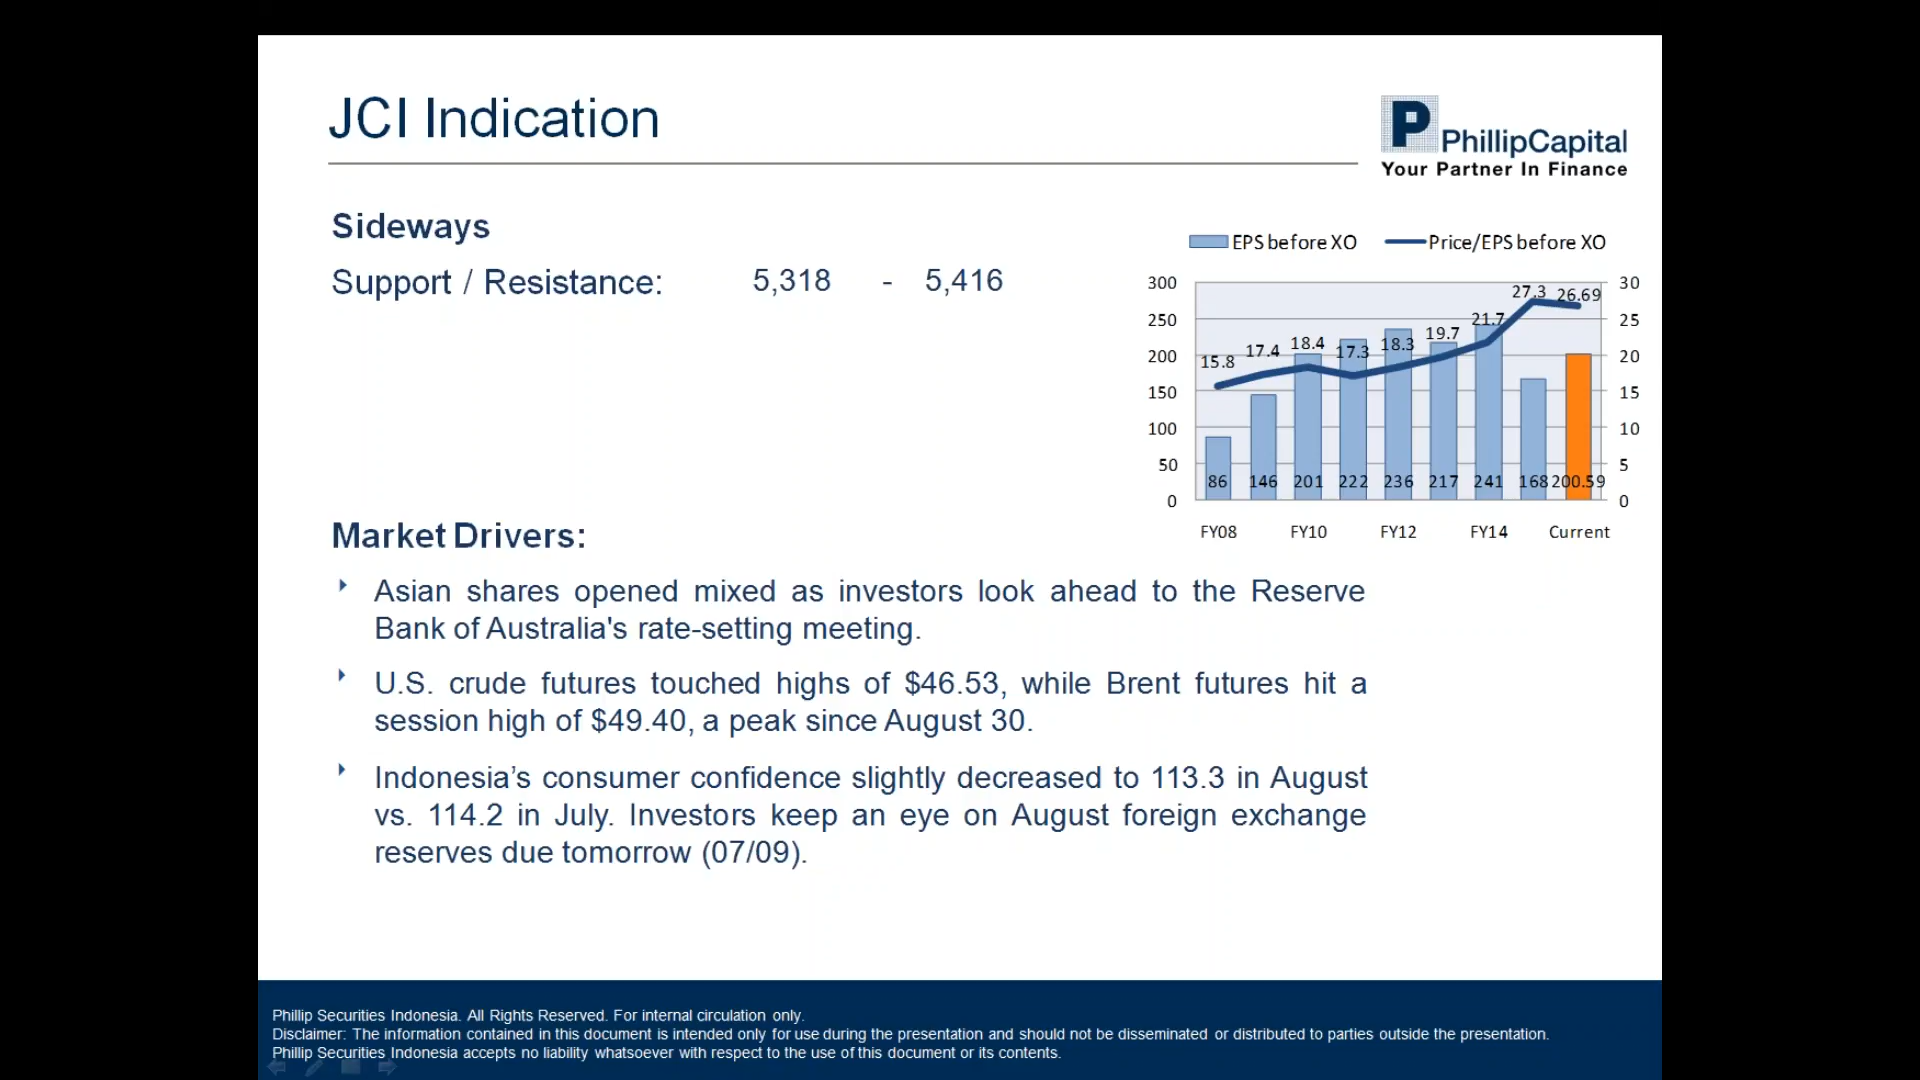 JCI Indication
PhillipCapital
Your Partner In Finance
Sideways
Support / Resistance: 5,318 - 5,416
EPS before XO Price/EPS before XO
300 30
250 25
200 20
150 15
100 10
50 5
0 0
15.8 17.4 18.4 17.3 18.3 19.7 21.7 27.3 26.69
86 146 201 222 236 217 241 168 200.59
FY08 FY10 FY12 FY14 Current
Market Drivers:
Asian shares opened mixed as investors look ahead to the Reserve
Bank of Australia's rate-setting meeting.
U.S. crude futures touched highs of $46.53, while Brent futures hit a
session high of $49.40, a peak since August 30.
Indonesia’s consumer confidence slightly decreased to 113.3 in August
vs. 114.2 in July. Investors keep an eye on August foreign exchange
reserves due tomorrow (07/09).
Phillip Securities Indonesia. All Rights Reserved. For internal circulation only.
Disclaimer: The information contained in this document is intended only for use during the presentation and should not be disseminated or distributed to parties outside the presentation.
Phillip Securities Indonesia accepts no liability whatsoever with respect to the use of this document or its contents.